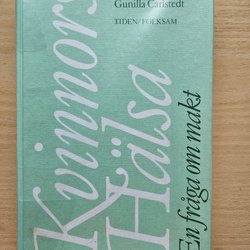 Gunilla Carlstedt
TIDEN/FOLKSAM
Kvinnors
Hälsa
En fråga om makt